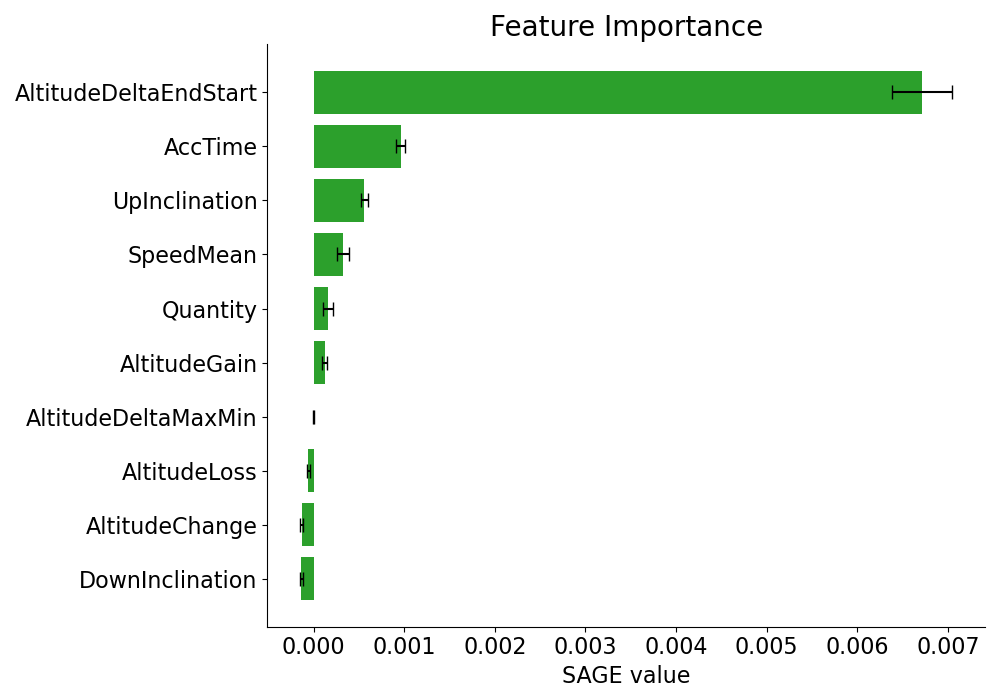 Feature Importance
AltitudeDeltaEndStart
AccTime
UpInclination
SpeedMean
Quantity
AltitudeGain
AltitudeDeltaMaxMin
AltitudeLoss
AltitudeChange
DownInclination
0.000 0.001 0.002 0.003 0.004 0.005 0.006 0.007
SAGE value